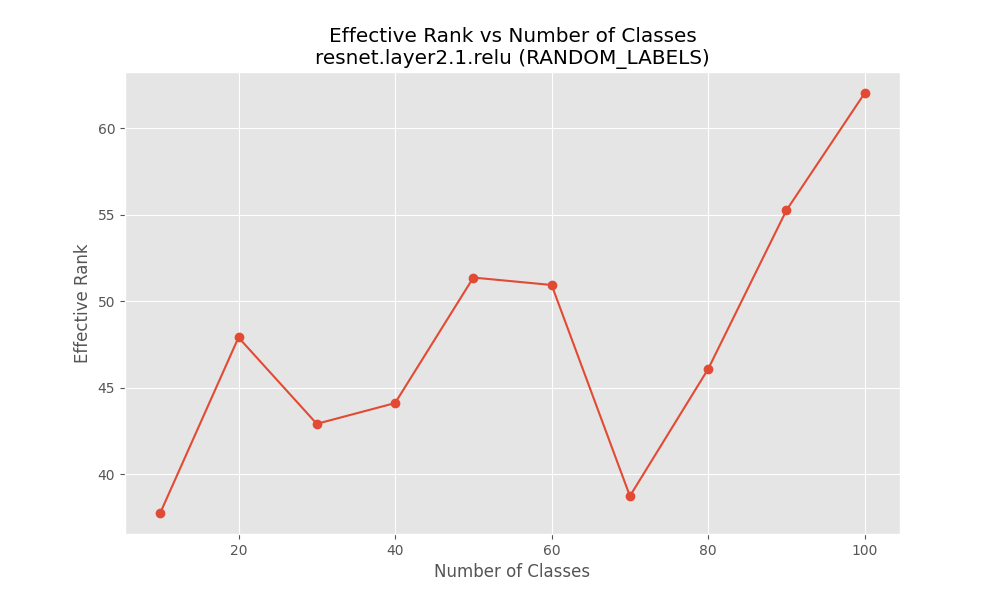 Effective Rank vs Number of Classes
resnet.layer2.1.relu (RANDOM_LABELS)
Effective Rank
60
55
50
45
40
20
40
60
80
100
Number of Classes